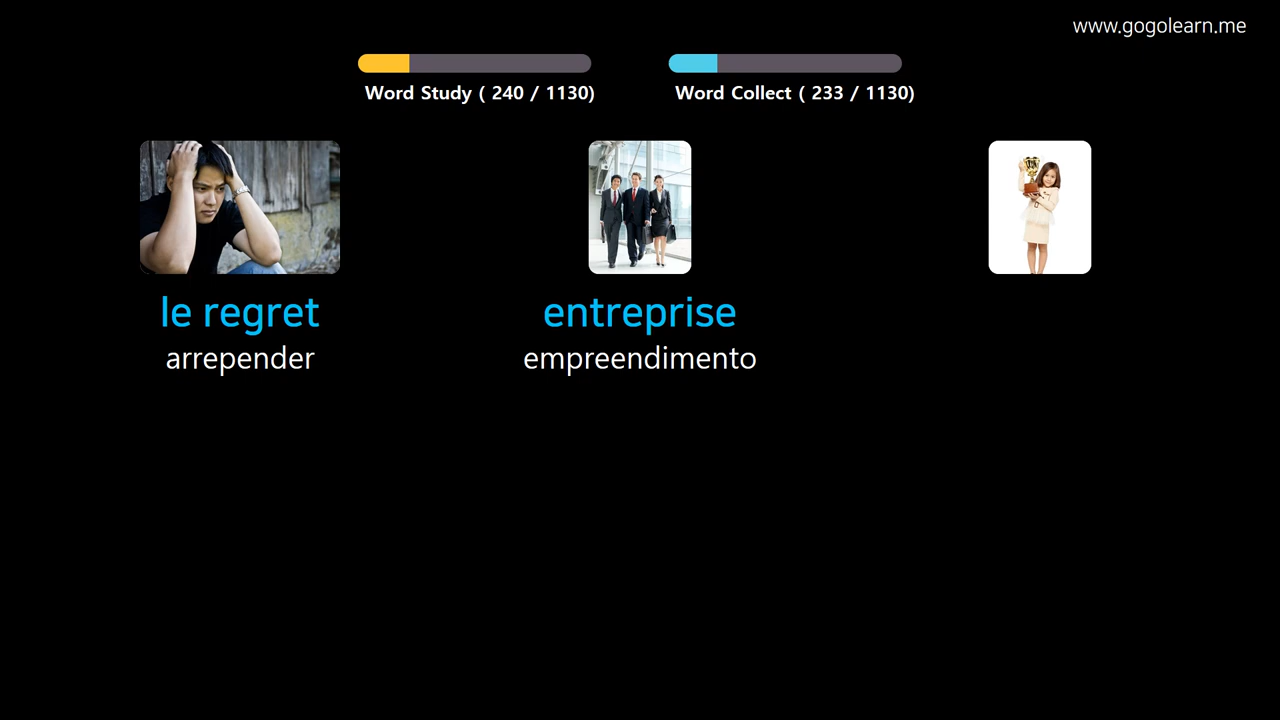 www.gogolearn.me
Word Study ( 240 / 1130)
Word Collect ( 233 / 1130)
le regret
entreprise
arrepender
empreendimento